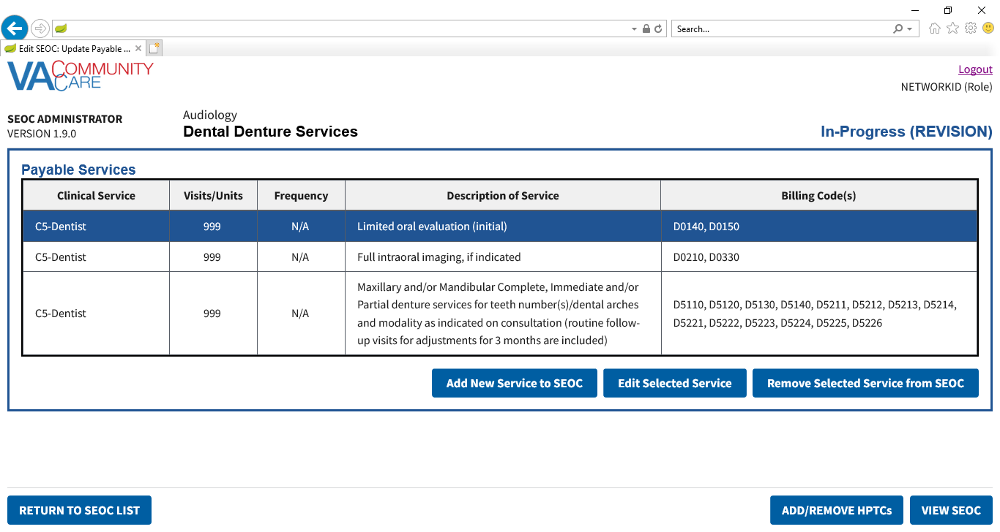 Search...
Edit SEOC: Update Payable ...
VA COMMUNITY CARE
Logout
NETWORKID (Role)
SEOC ADMINISTRATOR
VERSION 1.9.0
Audiology
Dental Denture Services
In-Progress (REVISION)
Payable Services
Clinical Service Visits/Units Frequency Description of Service Billing Code(s)
C5-Dentist 999 N/A Limited oral evaluation (initial) D0140, D0150
C5-Dentist 999 N/A Full intraoral imaging, if indicated D0210, D0330
C5-Dentist 999 N/A
Maxillary and/or Mandibular Complete, Immediate and/or
Partial denture services for teeth number(s)/dental arches
and modality as indicated on consultation (routine follow-
up visits for adjustments for 3 months are included)
D5110, D5120, D5130, D5140, D5211, D5212, D5213, D5214,
D5221, D5222, D5223, D5224, D5225, D5226
Add New Service to SEOC
Edit Selected Service
Remove Selected Service from SEOC
RETURN TO SEOC LIST
ADD/REMOVE HPTCs
VIEW SEOC